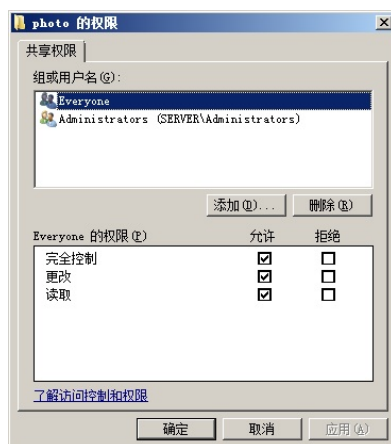 photo 的权限
共享权限
组或用户名(G):
Everyone
Administrators (SERVER\Administrators)
添加(D)...
删除(R)
Everyone 的权限(P)
允许
拒绝
完全控制
更改
读取
了解访问控制和权限
确定
取消
应用(A)